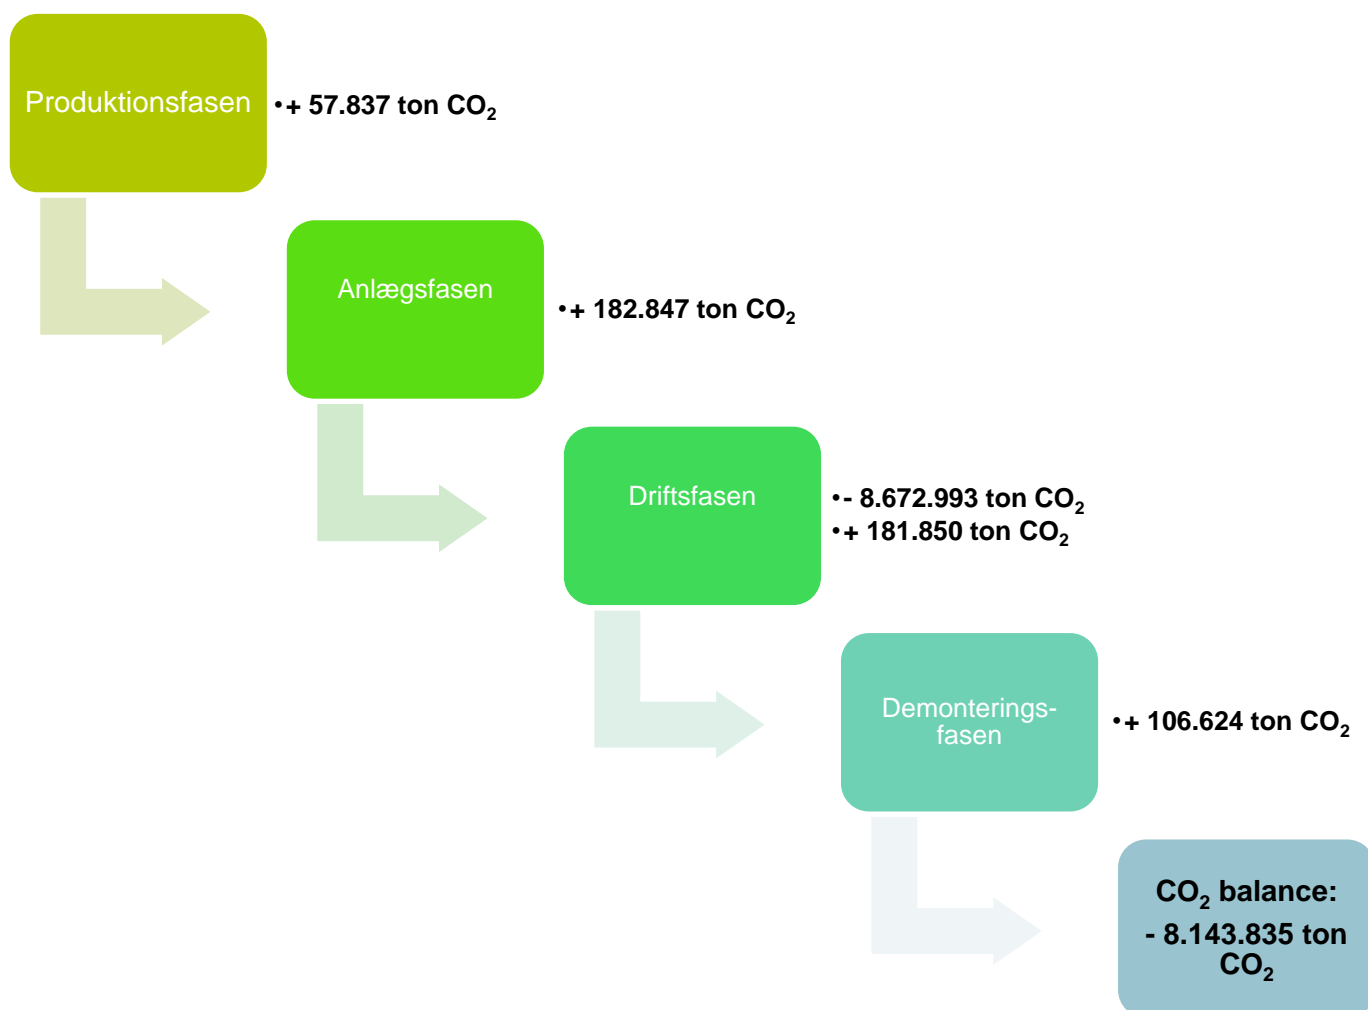 Produktionsfasen
•+ 57.837 ton CO₂
Anlægsfasen
•+ 182.847 ton CO₂
Driftsfasen
•- 8.672.993 ton CO₂
•+ 181.850 ton CO₂
Demonterings-
fasen
•+ 106.624 ton CO₂
CO₂ balance:
- 8.143.835 ton
CO₂